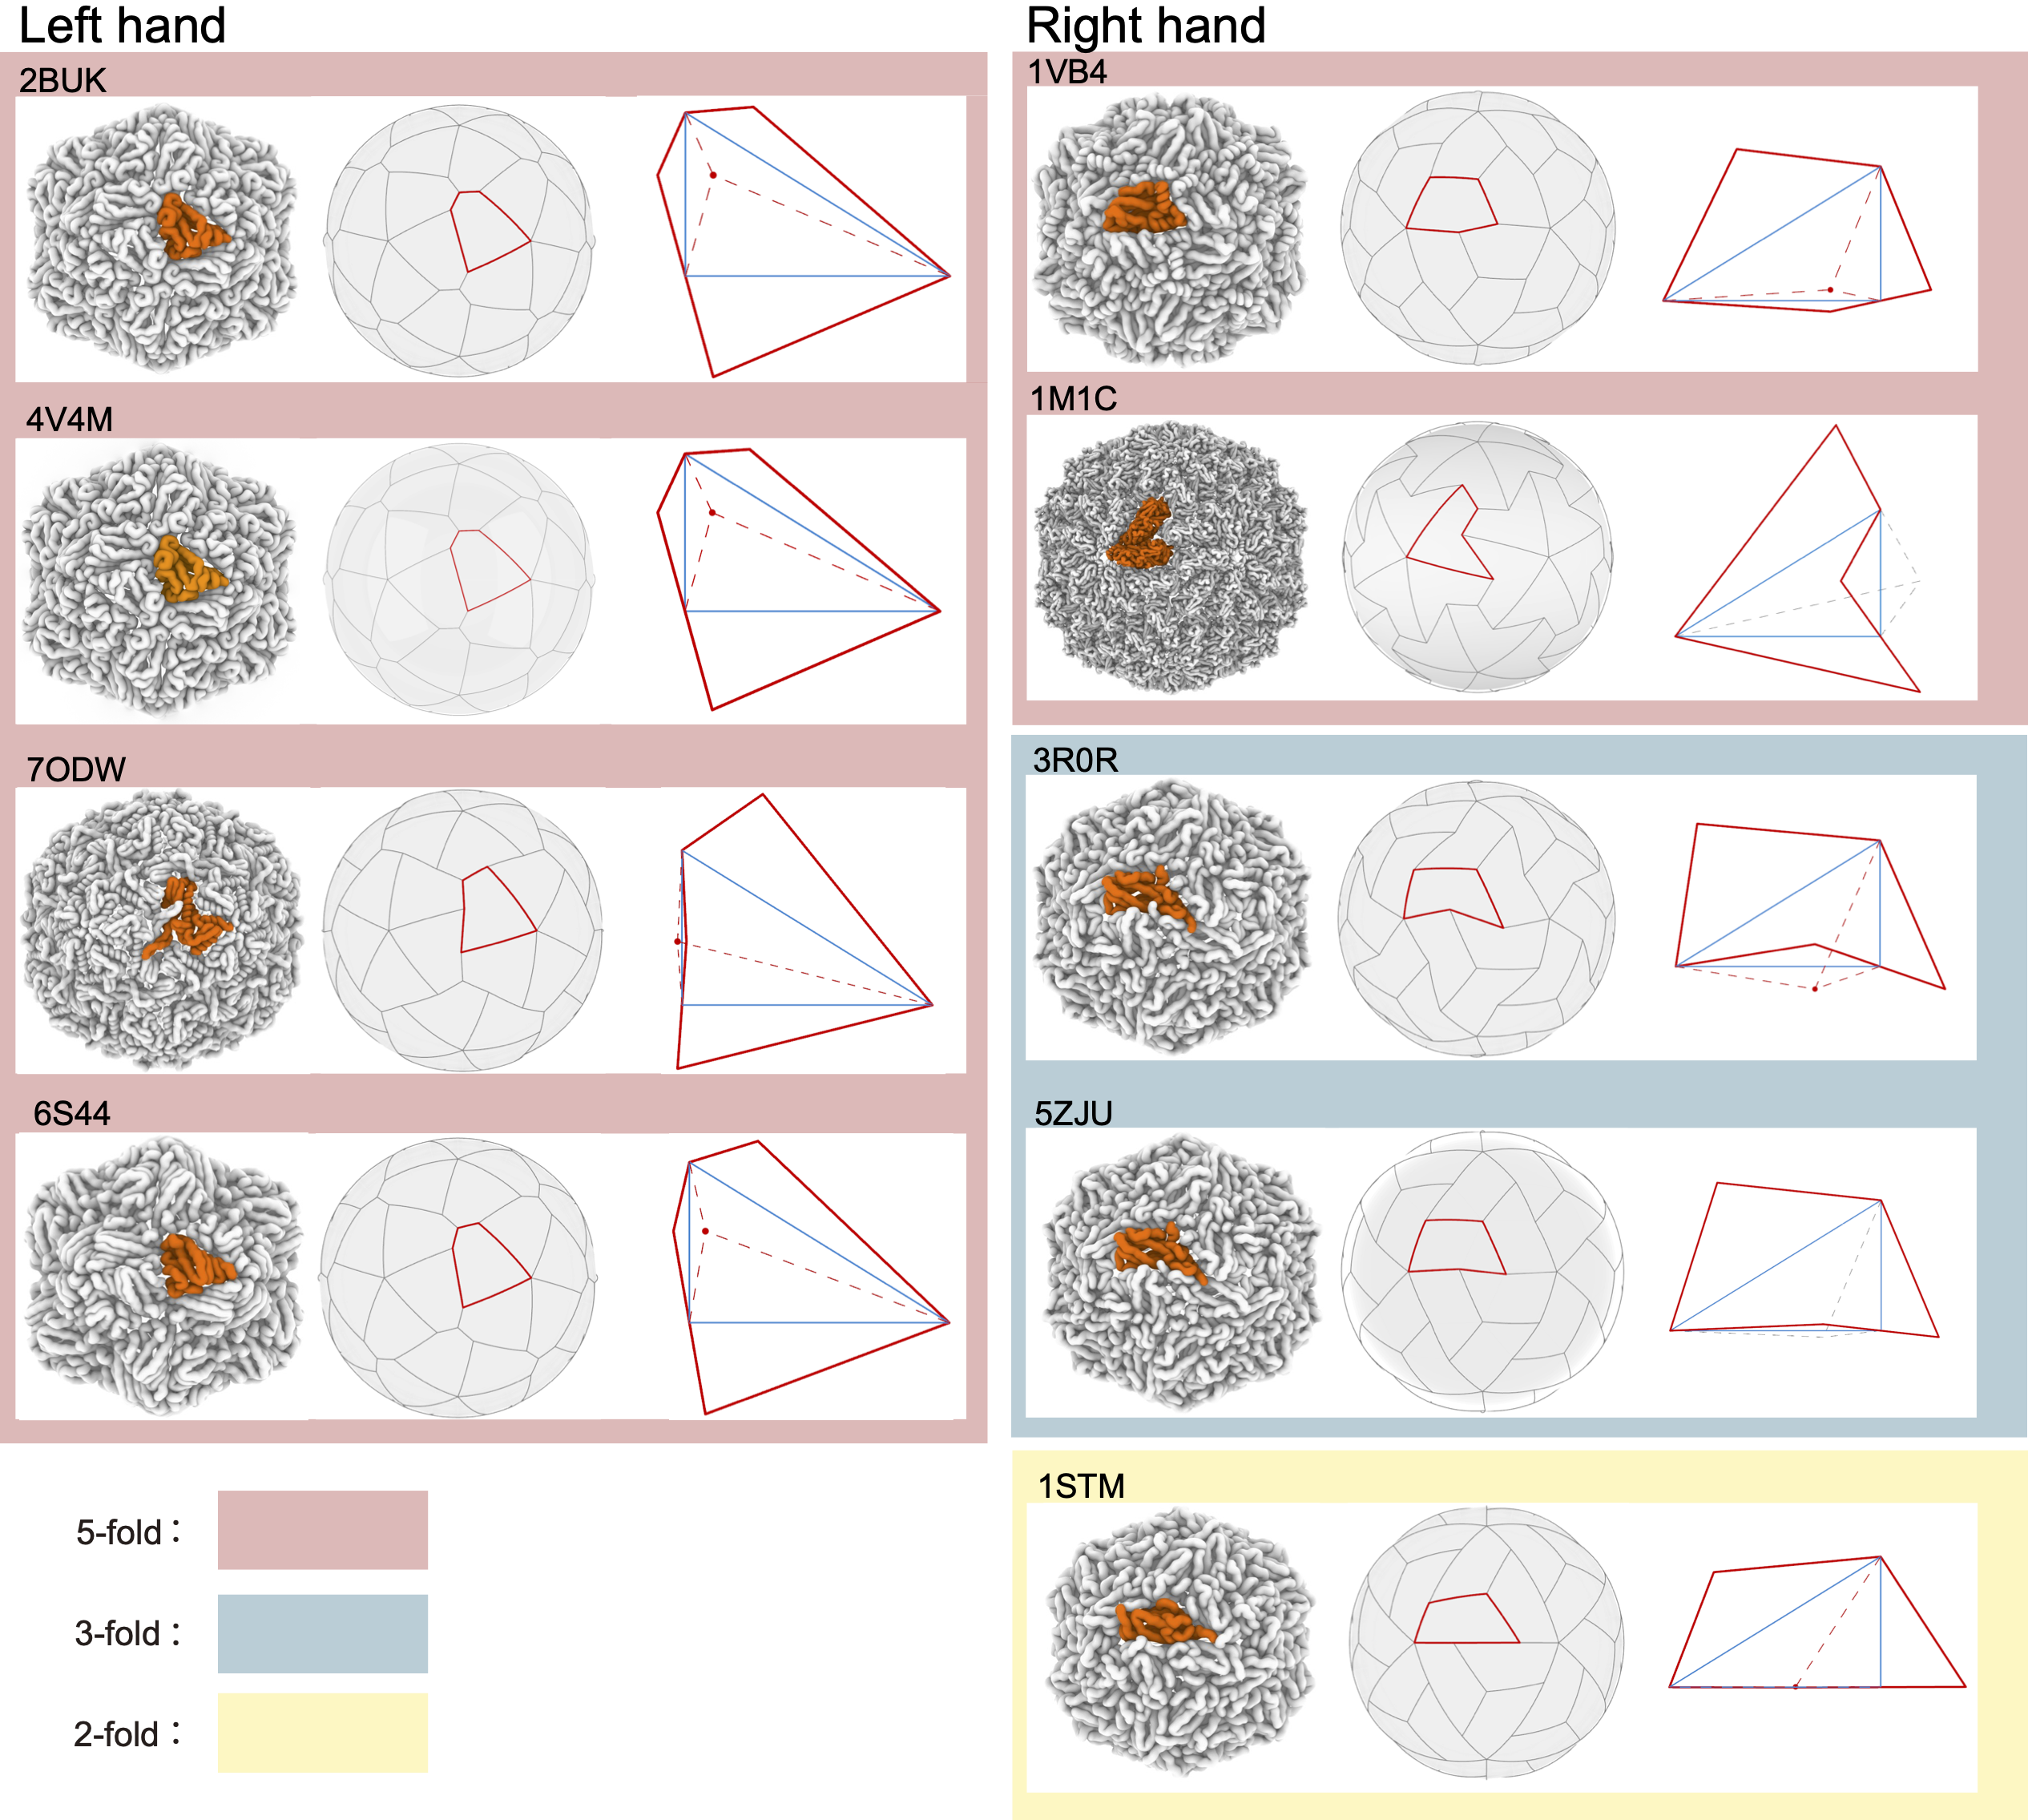 Left hand
2BUK
4V4M
7ODW
6S44
5-fold：
3-fold：
2-fold：
Right hand
1VB4
1M1C
3R0R
5ZJU
1STM